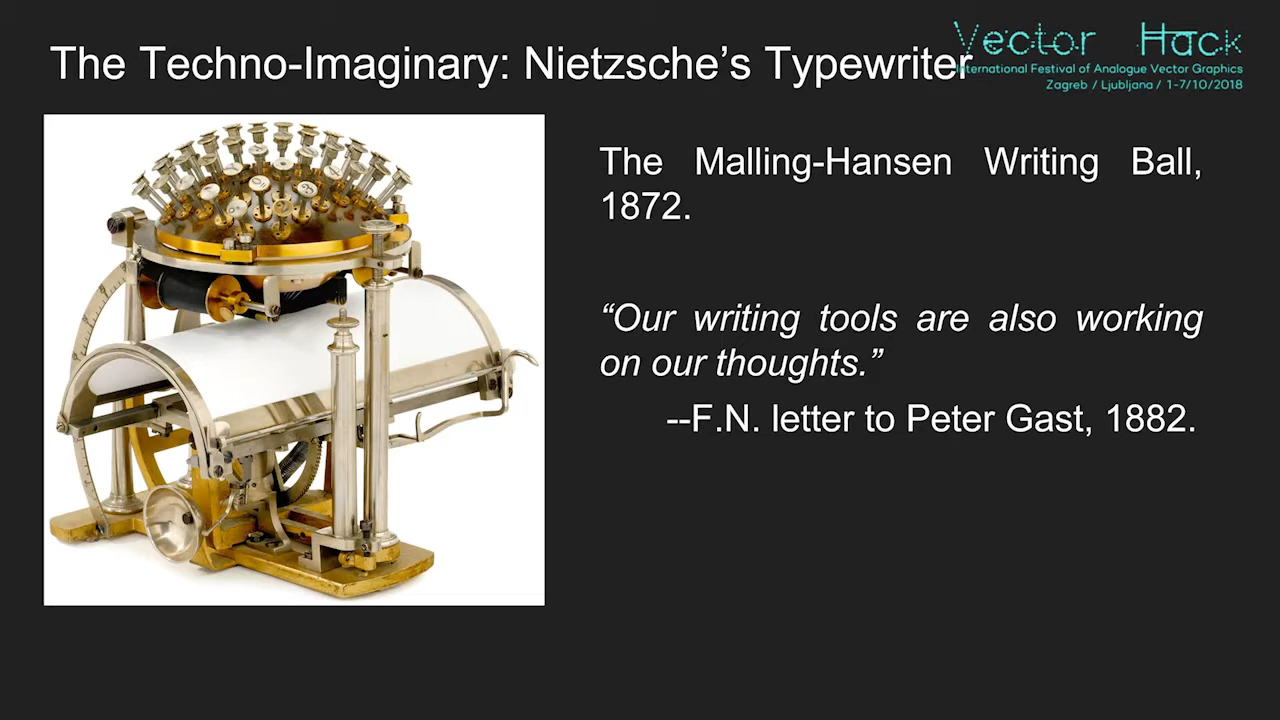 The Techno-Imaginary: Nietzsche’s Typewriter
Vector Hack
International Festival of Analogue Vector Graphics
Zagreb / Ljubljana / 1-7/10/2018
The Malling-Hansen Writing Ball,
1872.
“Our writing tools are also working
on our thoughts.”
--F.N. letter to Peter Gast, 1882.